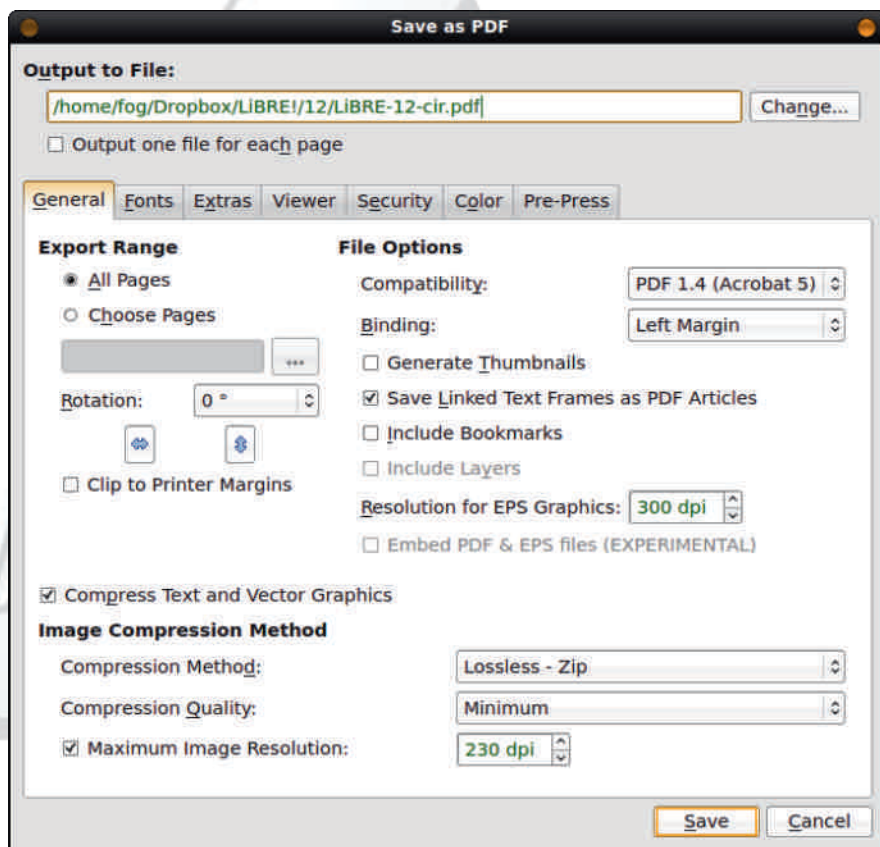 Save as PDF
Output to File:
/home/fog/Dropbox/LiBRE!/12/LiBRE-12-cir.pdf Change...
Output one file for each page
General Fonts Extras Viewer Security Color Pre-Press
Export Range File Options
All Pages Compatibility: PDF 1.4 (Acrobat 5)
Choose Pages Binding: Left Margin
... Generate Thumbnails
Rotation: 0 ° Save Linked Text Frames as PDF Articles
Include Bookmarks
Include Layers
Clip to Printer Margins
Resolution for EPS Graphics: 300 dpi
Embed PDF & EPS files (EXPERIMENTAL)
Compress Text and Vector Graphics
Image Compression Method
Compression Method: Lossless - Zip
Compression Quality: Minimum
Maximum Image Resolution: 230 dpi
Save Cancel